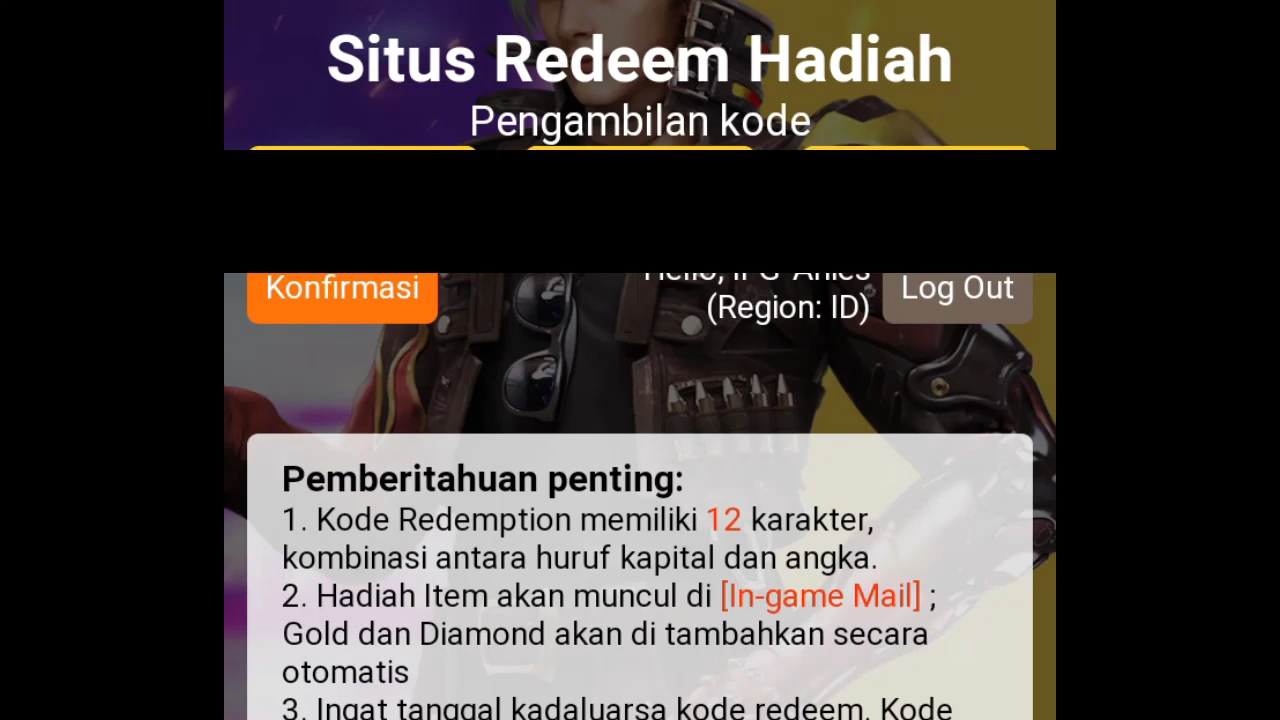 Situs Redeem Hadiah
Pengambilan kode
Konfirmasi
Hello,
(Region: ID)
Log Out
Pemberitahuan penting:
1. Kode Redemption memiliki 12 karakter,
kombinasi antara huruf kapital dan angka.
2. Hadiah Item akan muncul di [In-game Mail] ;
Gold dan Diamond akan di tambahkan secara
otomatis
3. Ingat tanggal kadaluarsa kode redeem. Kode